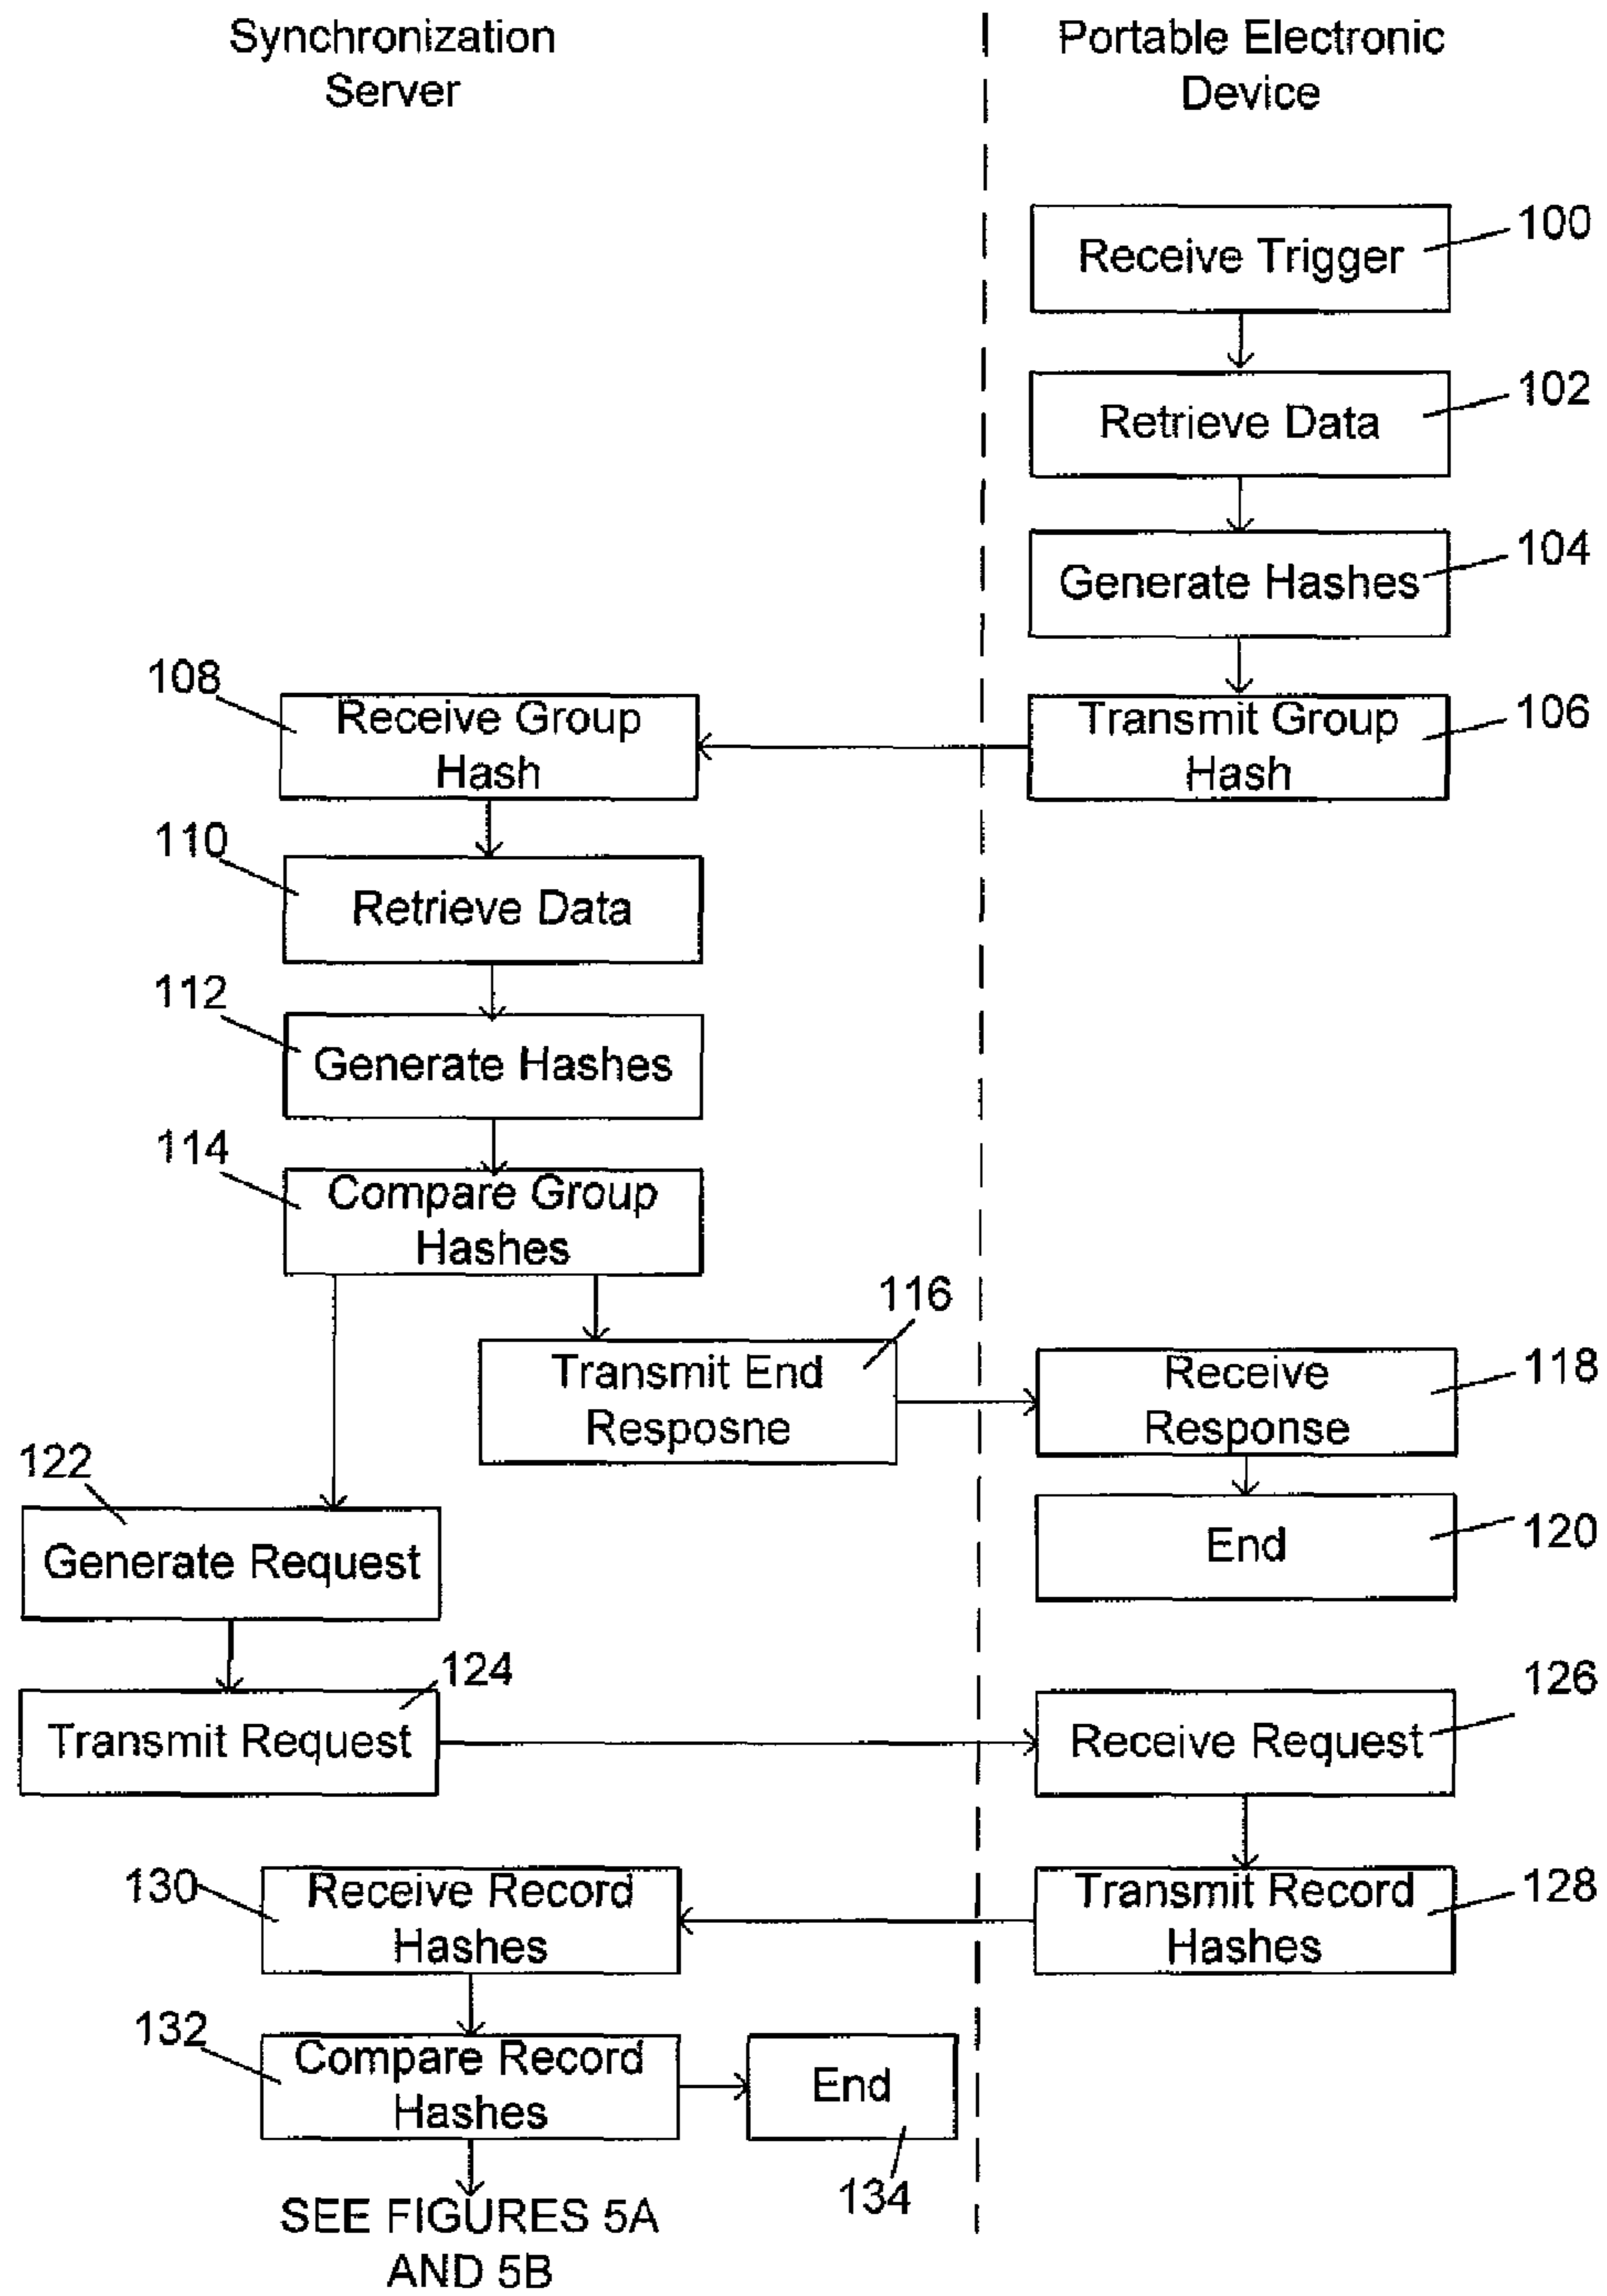 Synchronization
Server
Portable Electronic
Device
Receive Trigger
100
Retrieve Data
102
Generate Hashes
104
108
Receive Group
Hash
Transmit Group
Hash
106
110
Retrieve Data
112
Generate Hashes
114
Compare Group
Hashes
116
Transmit End
Resposne
Receive
Response
118
122
Generate Request
End
120
124
Transmit Request
126
Receive Request
130
Receive Record
Hashes
Transmit Record
Hashes
128
132
Compare Record
Hashes
End
134
SEE FIGURES 5A
AND 5B